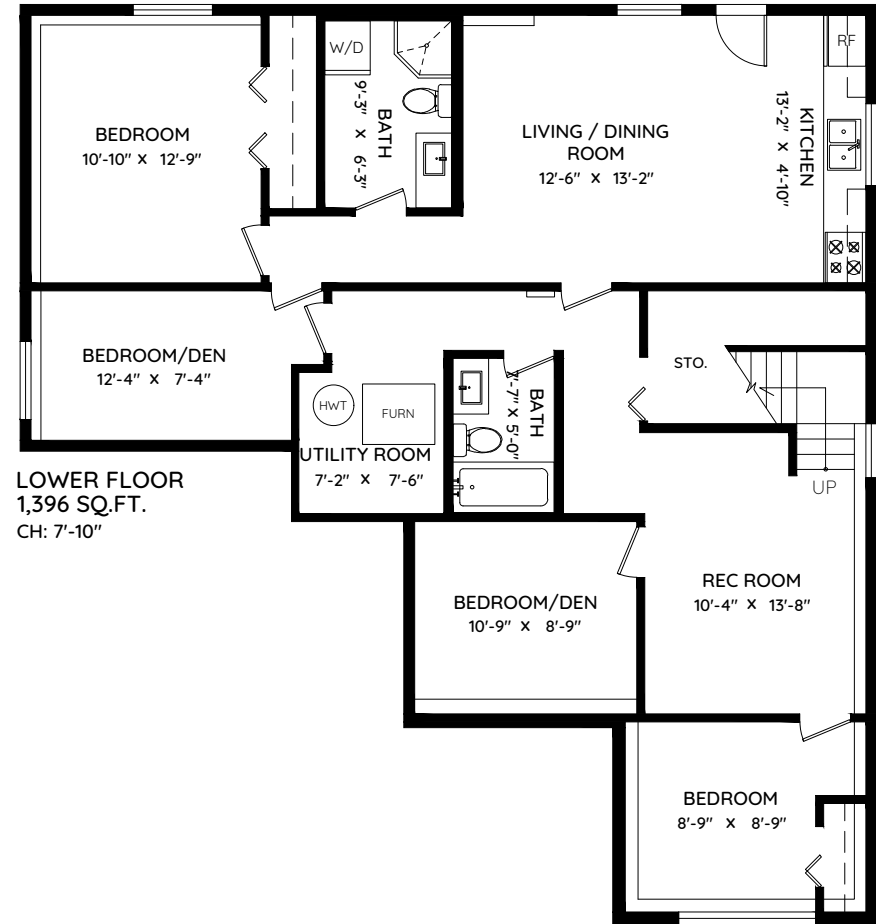 W/D
RF
BEDROOM
10'-10" x 12'-9"
BATH
9'-3" x 6'-3"
LIVING / DINING
ROOM
12'-6" x 13'-2"
KITCHEN
13'-2" x 4'-10"
BEDROOM/DEN
12'-4" x 7'-4"
STO.
HWT
FURN
UTILITY ROOM
7'-2" x 7'-6"
BATH
-7" x 5'-0"
UP
LOWER FLOOR
1,396 SQ.FT.
CH: 7'-10"
BEDROOM/DEN
10'-9" x 8'-9"
REC ROOM
10'-4" x 13'-8"
BEDROOM
8'-9" x 8'-9"